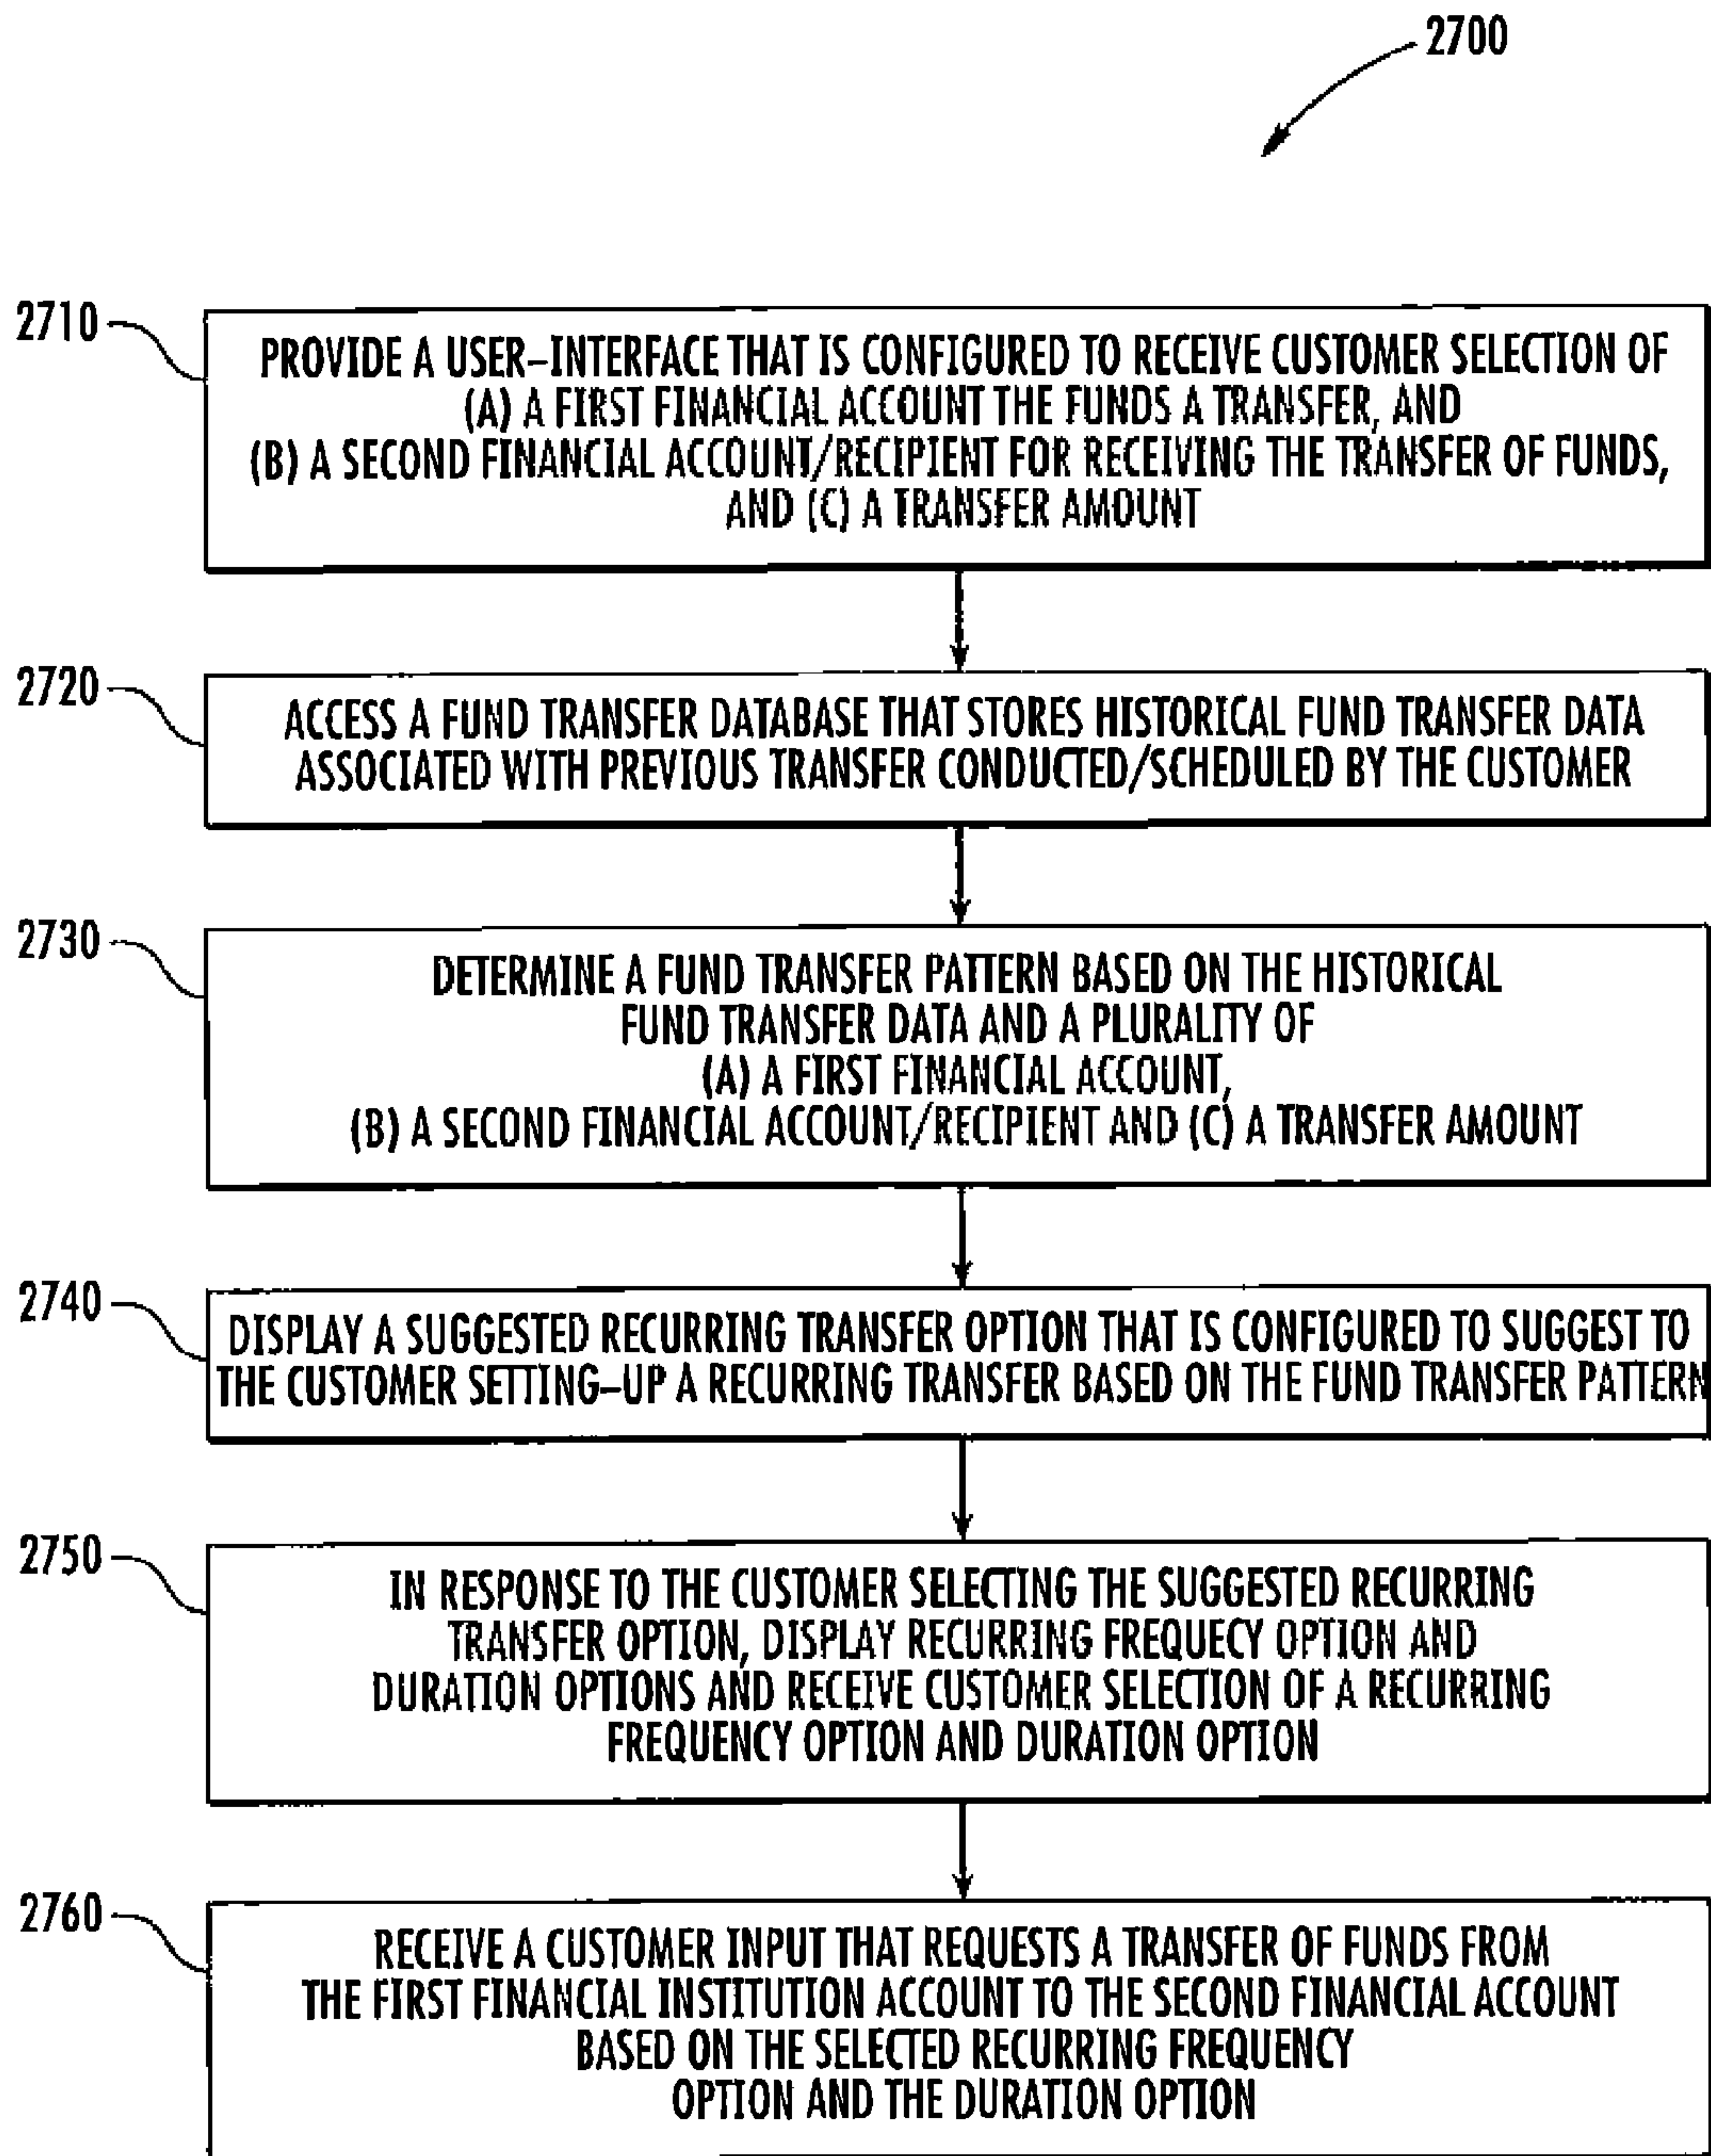 2700
2710
PROVIDE A USER-INTERFACE THAT IS CONFIGURED TO RECEIVE CUSTOMER SELECTION OF
(A) A FIRST FINANCIAL ACCOUNT THE FUNDS A TRANSFER, AND
(B) A SECOND FINANCIAL ACCOUNT/RECIPIENT FOR RECEIVING THE TRANSFER OF FUNDS,
AND (C) A TRANSFER AMOUNT
2720
ACCESS A FUND TRANSFER DATABASE THAT STORES HISTORICAL FUND TRANSFER DATA
ASSOCIATED WITH PREVIOUS TRANSFER CONDUCTED/SCHEDULED BY THE CUSTOMER
2730
DETERMINE A FUND TRANSFER PATTERN BASED ON THE HISTORICAL
FUND TRANSFER DATA AND A PLURALITY OF
(A) A FIRST FINANCIAL ACCOUNT,
(B) A SECOND FINANCIAL ACCOUNT/RECIPIENT AND (C) A TRANSFER AMOUNT
2740
DISPLAY A SUGGESTED RECURRING TRANSFER OPTION THAT IS CONFIGURED TO SUGGEST TO
THE CUSTOMER SETTING-UP A RECURRING TRANSFER BASED ON THE FUND TRANSFER PATTERN
2750
IN RESPONSE TO THE CUSTOMER SELECTING THE SUGGESTED RECURRING
TRANSFER OPTION, DISPLAY RECURRING FREQUECY OPTION AND
DURATION OPTIONS AND RECEIVE CUSTOMER SELECTION OF A RECURRING
FREQUENCY OPTION AND DURATION OPTION
2760
RECEIVE A CUSTOMER INPUT THAT REQUESTS A TRANSFER OF FUNDS FROM
THE FIRST FINANCIAL INSTITUTION ACCOUNT TO THE SECOND FINANCIAL ACCOUNT
BASED ON THE SELECTED RECURRING FREQUENCY
OPTION AND THE DURATION OPTION